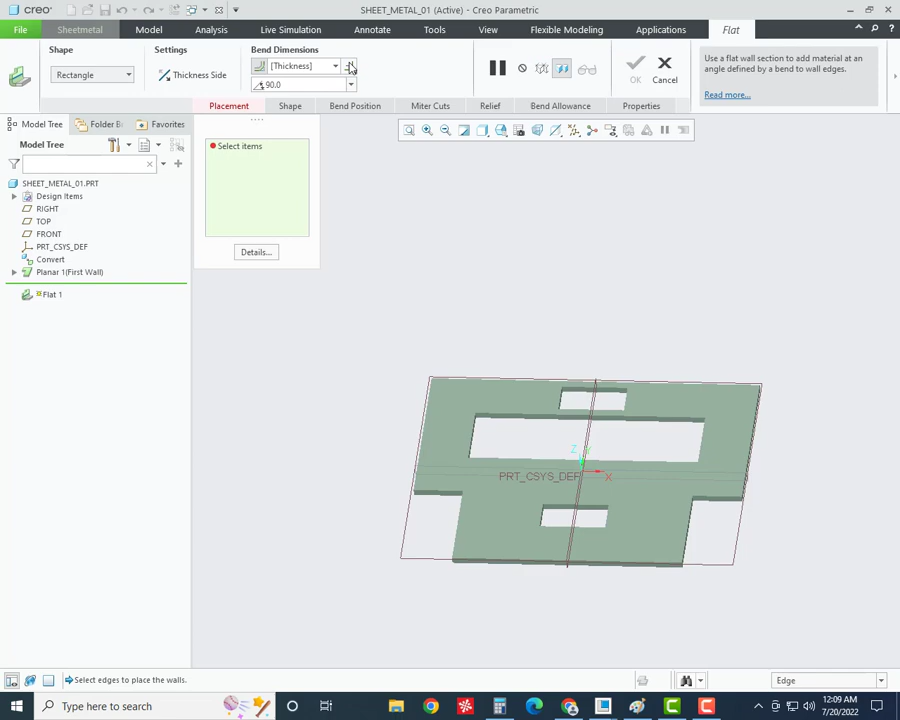 creo
SHEET_METAL_01 (Active) - Creo Parametric
File
Sheetmetal
Model
Analysis
Live Simulation
Annotate
Tools
View
Flexible Modeling
Applications
Flat
Shape
Settings
Bend Dimensions
Rectangle
Thickness Side
[Thickness]
90.0
OK
Cancel
Use a flat wall section to add material at an
angle defined by a bend to wall edges.
Read more...
Placement
Shape
Bend Position
Miter Cuts
Relief
Bend Allowance
Properties
Model Tree
Folder B
Favorites
Model Tree
SHEET_METAL_01.PRT
Design Items
RIGHT
TOP
FRONT
PRT_CSYS_DEF
Convert
Planar 1(First Wall)
Flat 1
Select items
Details...
Z
Y
PRT_CSYS_DEF
X
Select edges to place the walls.
Edge
Type here to search
12:09 AM
7/20/2022